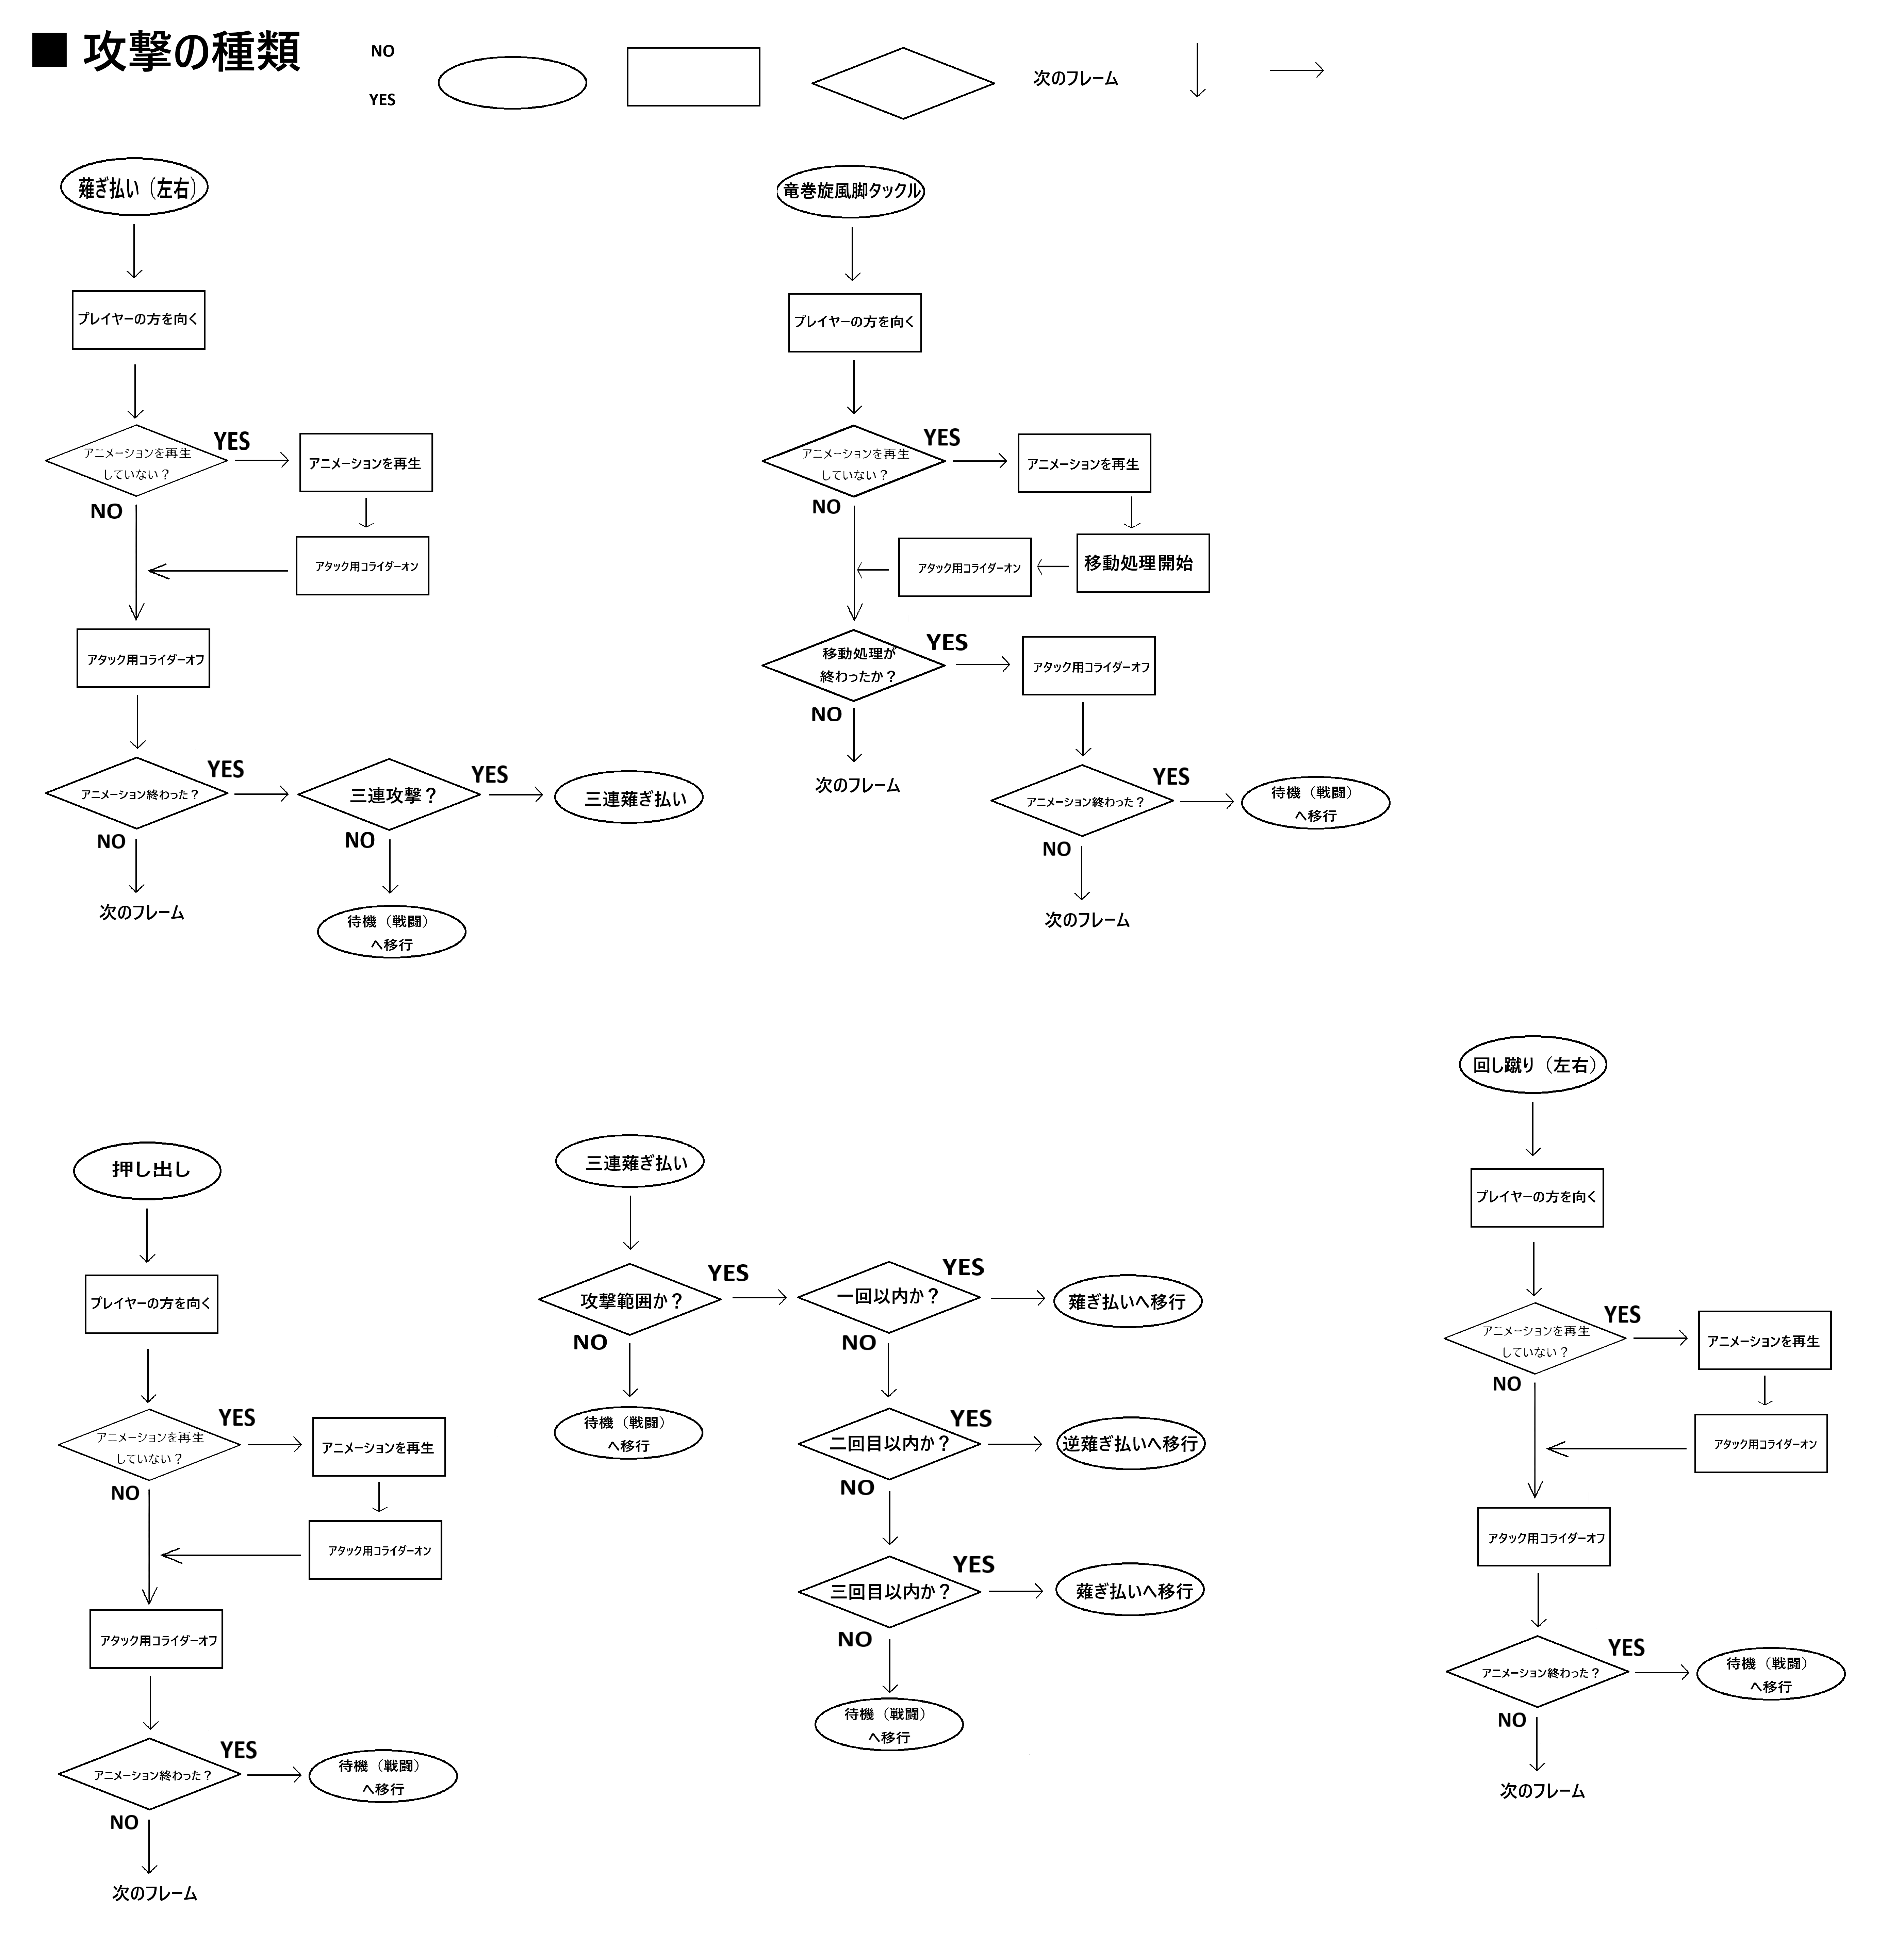 ■ 攻撃の種類
NO
YES
次のフレーム
薙ぎ払い（左右）
プレイヤーの方を向く
アニメーションを再生
していない？
YES
アニメーションを再生
NO
アタック用コライダーオン
アタック用コライダーオフ
アニメーション終わった？
YES
三連攻撃？
YES
三連薙ぎ払い
NO
NO
次のフレーム
待機（戦闘）
へ移行
竜巻旋風脚タックル
プレイヤーの方を向く
アニメーションを再生
していない？
YES
アニメーションを再生
NO
移動処理開始
アタック用コライダーオン
移動処理が
終わったか？
YES
アタック用コライダーオフ
NO
次のフレーム
アニメーション終わった？
YES
待機（戦闘）
へ移行
NO
次のフレーム
押し出し
プレイヤーの方を向く
アニメーションを再生
していない？
YES
アニメーションを再生
NO
アタック用コライダーオン
アタック用コライダーオフ
アニメーション終わった？
YES
待機（戦闘）
へ移行
NO
次のフレーム
三連薙ぎ払い
攻撃範囲か？
YES
一回以内か？
YES
薙ぎ払いへ移行
NO
NO
待機（戦闘）
へ移行
二回目以内か？
YES
逆薙ぎ払いへ移行
NO
三回目以内か？
YES
薙ぎ払いへ移行
NO
待機（戦闘）
へ移行
回し蹴り（左右）
プレイヤーの方を向く
アニメーションを再生
していない？
YES
アニメーションを再生
NO
アタック用コライダーオン
アタック用コライダーオフ
アニメーション終わった？
YES
待機（戦闘）
へ移行
NO
次のフレーム